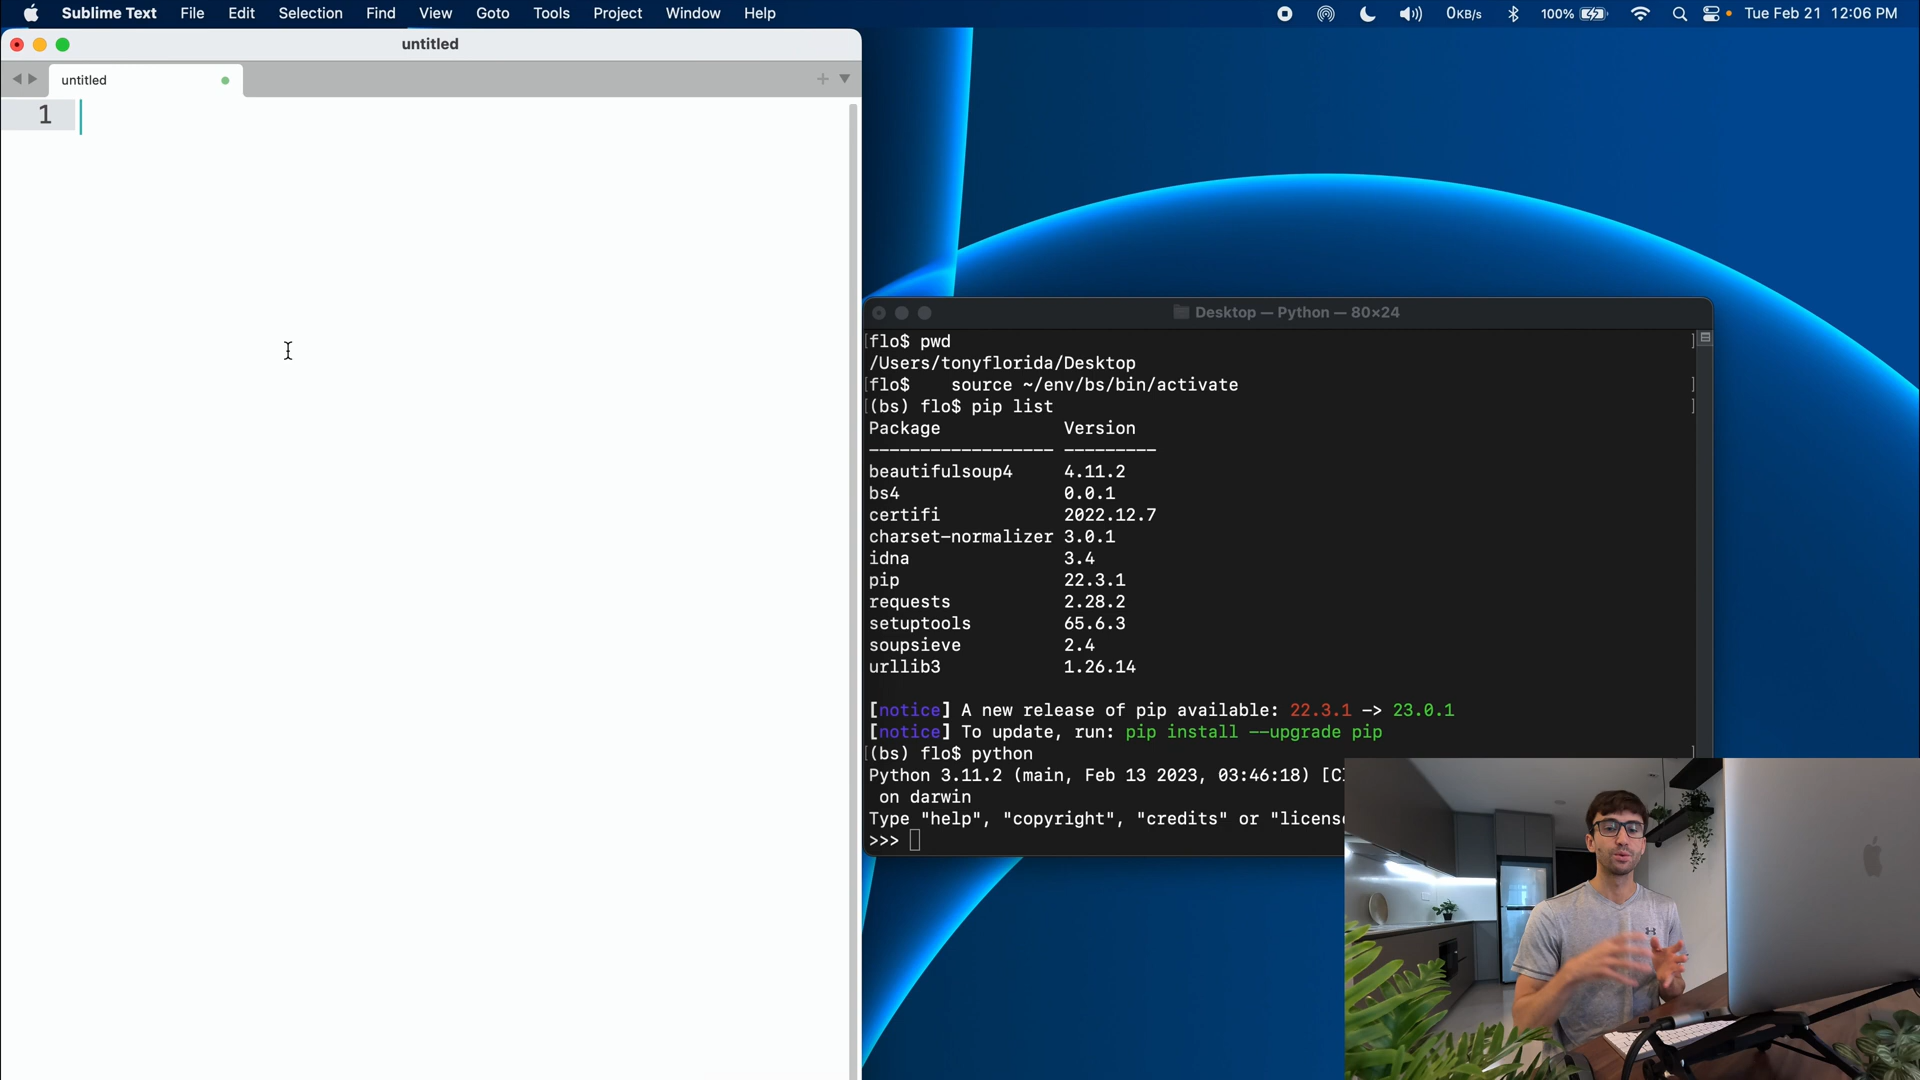 Sublime Text File Edit Selection Find View Goto Tools Project Window Help 0KB/s 100% Tue Feb 21 12:06 PM
untitled
untitled
1
Desktop — Python — 80×24
[flo$ pwd ]
/Users/tonyflorida/Desktop
[flo$    source ~/env/bs/bin/activate ]
[(bs) flo$ pip list ]
Package            Version
------------------ ---------
beautifulsoup4     4.11.2
bs4                0.0.1
certifi            2022.12.7
charset-normalizer 3.0.1
idna               3.4
pip                22.3.1
requests           2.28.2
setuptools         65.6.3
soupsieve          2.4
urllib3            1.26.14
[notice] A new release of pip available: 22.3.1 -> 23.0.1
[notice] To update, run: pip install --upgrade pip
[(bs) flo$ python ]
Python 3.11.2 (main, Feb 13 2023, 03:46:18) [Cl
 on darwin
Type "help", "copyright", "credits" or "license
>>>